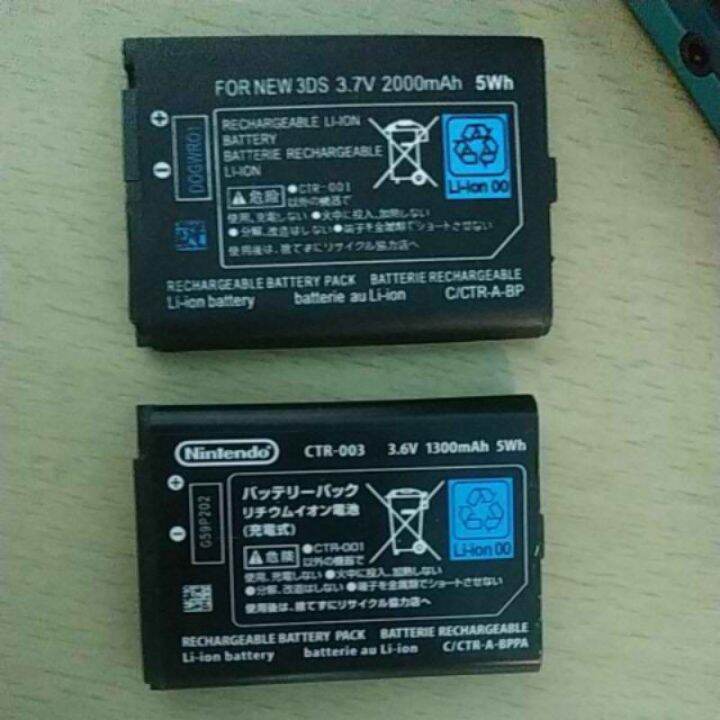 FOR NEW 3DS 3.7V 2000mAh 5Wh
RECHARGEABLE LI-ION
BATTERY
BATTERIE RECHARGEABLE
LI-ION
DOGWRO1
Li-Ion 00
危険 ●CTR-001
以外の機器で
使用、充電しない ●火中に投入、加熱しない
●分解、改造はしない ●端子を金属類でショートさせない
使用後は、捨てずにリサイクル協力店へ
RECHARGEABLE BATTERY PACK BATTERIE RECHARGEABLE
Li-ion battery batterie au Li-ion C/CTR-A-BP
Nintendo CTR-003 3.6V 1300mAh 5Wh
バッテリーパック
リチウムイオン電池
(充電式)
G59P202
Li-Ion 00
危険 ●CTR-001
以外の機器で
使用、充電しない ●火中に投入、加熱しない
●分解、改造はしない ●端子を金属類でショートさせない
使用後は、捨てずにリサイクル協力店へ
RECHARGEABLE BATTERY PACK BATTERIE RECHARGEABLE
Li-ion battery batterie au Li-ion C/CTR-A-BPPA